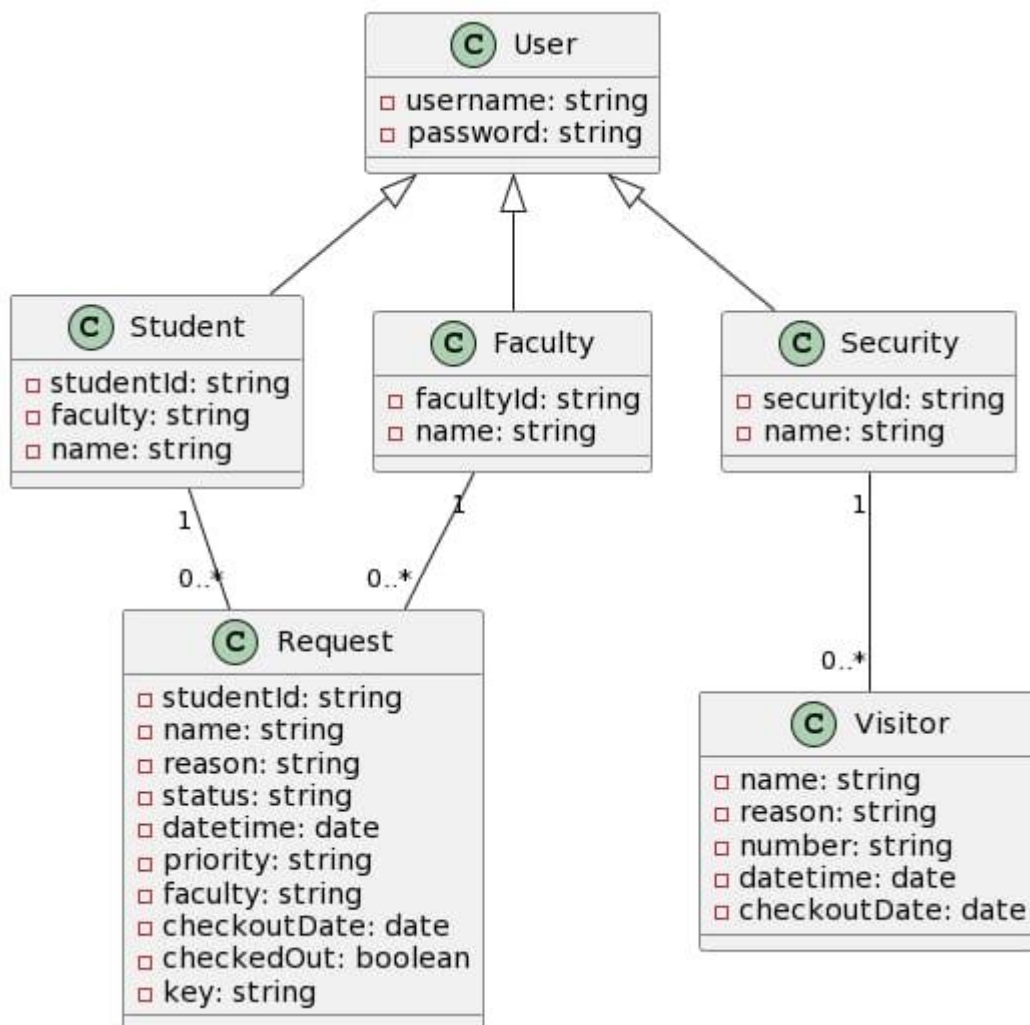 C User
username: string
password: string
C Student
studentId: string
faculty: string
name: string
C Faculty
facultyId: string
name: string
C Security
securityId: string
name: string
1
0..*
1
0..*
1
0..*
C Request
studentId: string
name: string
reason: string
status: string
datetime: date
priority: string
faculty: string
checkoutDate: date
checkedOut: boolean
key: string
C Visitor
name: string
reason: string
number: string
datetime: date
checkoutDate: date